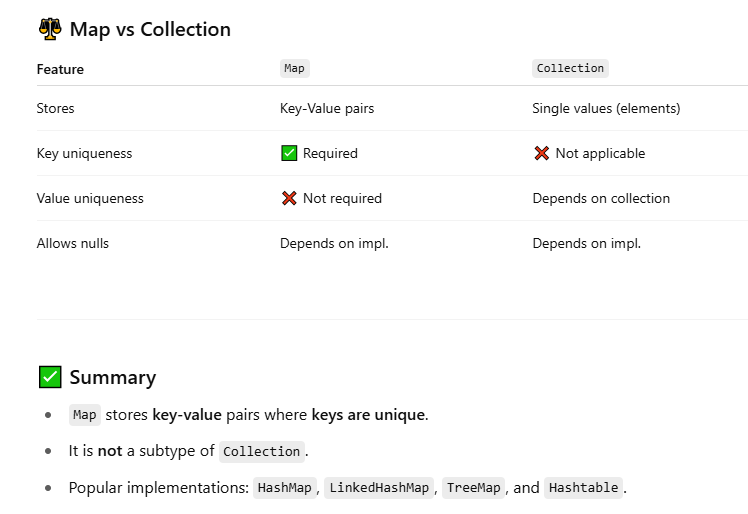 ⚖️ Map vs Collection
Feature Map Collection
Stores Key-Value pairs Single values (elements)
Key uniqueness ✅ Required ❌ Not applicable
Value uniqueness ❌ Not required Depends on collection
Allows nulls Depends on impl. Depends on impl.
✅ Summary
• Map stores key-value pairs where keys are unique.
• It is not a subtype of Collection.
• Popular implementations: HashMap, LinkedHashMap, TreeMap, and Hashtable.